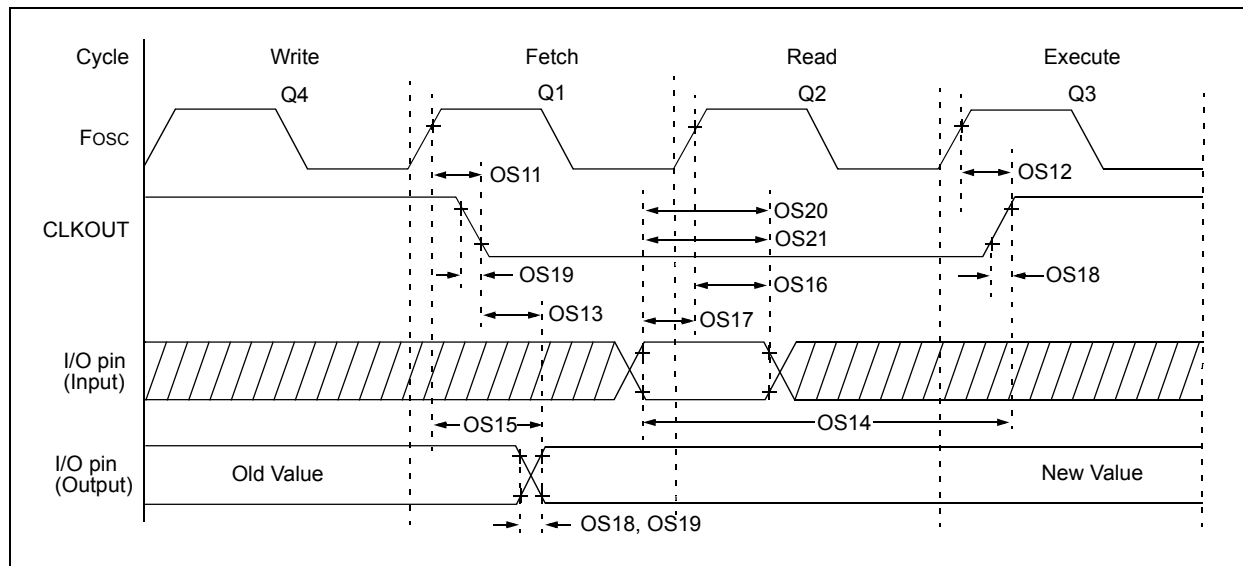 Cycle Write Fetch Read Execute
Q4 Q1 Q2 Q3
FOSC
OS11 OS12
OS20
CLKOUT
OS21
OS19 OS16 OS18
OS13 OS17
I/O pin
(Input)
OS15 OS14
I/O pin
(Output)
Old Value New Value
OS18, OS19